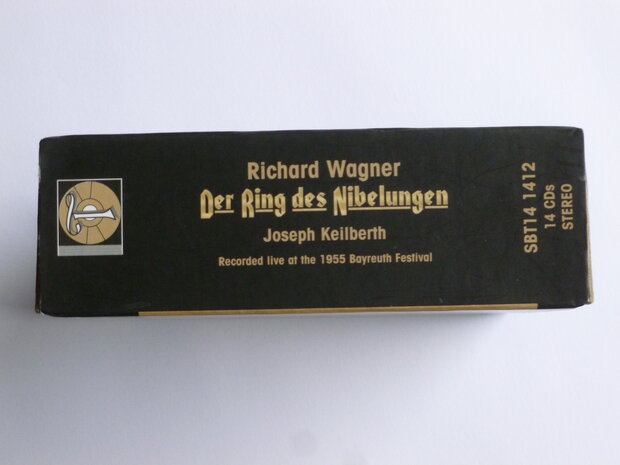 Richard Wagner
Der Ring des Nibelungen
Joseph Keilberth
Recorded live at the 1955 Bayreuth Festival
SBT14 1412
14 CDs
STEREO